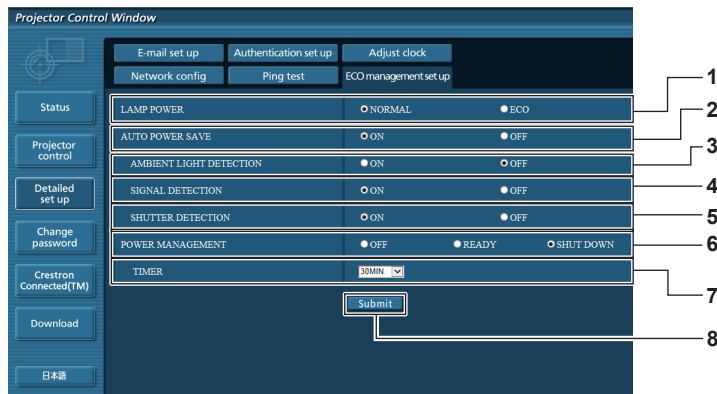 Projector Control Window
E-mail set up Authentication set up Adjust clock
Network config Ping test ECO management set up
Status
Projector
control
Detailed
set up
Change
password
Crestron
Connected(TM)
Download
日本語
LAMP POWER NORMAL ECO 1
AUTO POWER SAVE ON OFF 2
AMBIENT LIGHT DETECTION ON OFF 3
SIGNAL DETECTION ON OFF 4
SHUTTER DETECTION ON OFF 5
POWER MANAGEMENT OFF READY SHUT DOWN 6
TIMER 30MIN. 7
Submit 8